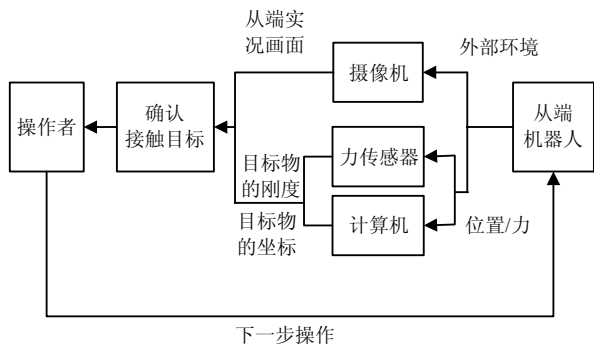 从端实
况画面
摄像机
外部环境
操作者
确认
接触目标
从端
机器人
目标物
的刚度
力传感器
目标物
的坐标
计算机
位置/力
下一步操作